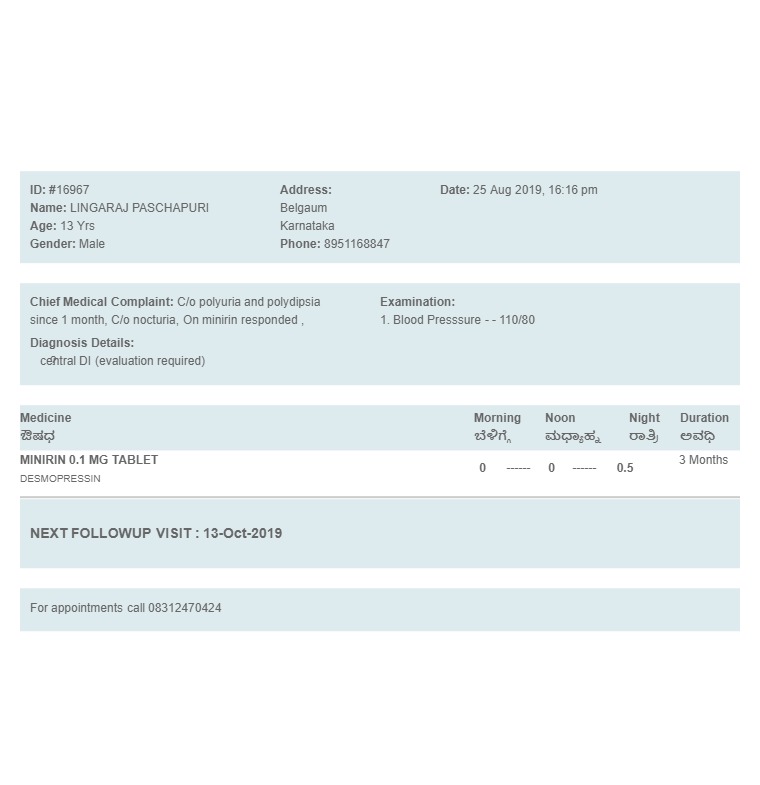 ID: #16967 Address: Date: 25 Aug 2019, 16:16 pm
Name: LINGARAJ PASCHAPURI Belgaum
Age: 13 Yrs Karnataka
Gender: Male Phone: 8951168847
Chief Medical Complaint: C/o polyuria and polydipsia Examination:
since 1 month, C/o nocturia, On minirin responded , 1. Blood Presssure - - 110/80
Diagnosis Details:
?central DI (evaluation required)
Medicine Morning Noon Night Duration
ಔಷಧ ಬೆಳಿಗ್ಗೆ ಮಧ್ಯಾಹ್ನ ರಾತ್ರಿ ಅವಧಿ
MINIRIN 0.1 MG TABLET 0 ------ 0 ------ 0.5 3 Months
DESMOPRESSIN
NEXT FOLLOWUP VISIT : 13-Oct-2019
For appointments call 08312470424